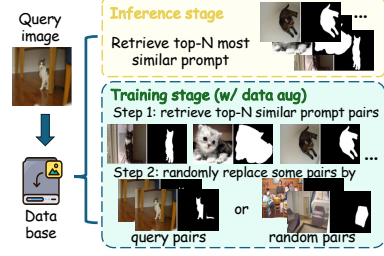 Query
image
Data
base
Inference stage
Retrieve top-N most
similar prompt
...
Training stage (w/ data aug)
Step 1: retrieve top-N similar prompt pairs
...
Step 2: randomly replace some pairs by
or
query pairs
random pairs